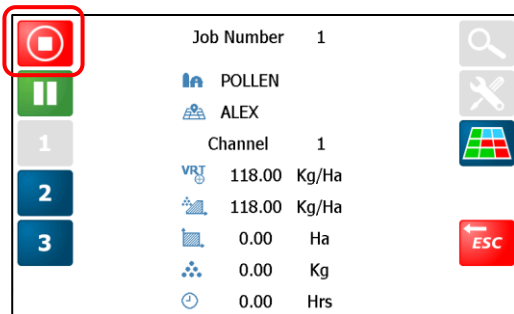 Job Number 1
POLLEN
ALEX
1
Channel 1
VRT 118.00 Kg/Ha
2
118.00 Kg/Ha
3
0.00 Ha
ESC
0.00 Kg
0.00 Hrs